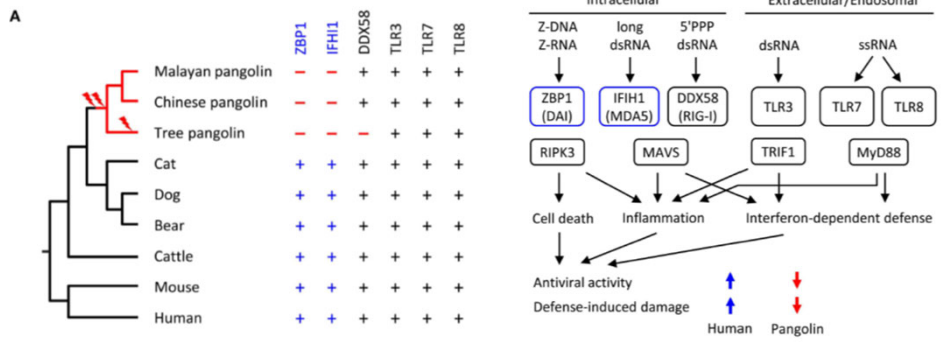 A
ZBP1 IFHI1 DDX58 TLR3 TLR7 TLR8
Malayan pangolin − − + + + +
Chinese pangolin − − + + + +
Tree pangolin − − − + + +
Cat + + + + + +
Dog + + + + + +
Bear + + + + + +
Cattle + + + + + +
Mouse + + + + + +
Human + + + + + +
Intracellular Extracellular/Endosomal
Z-DNA long 5'PPP
Z-RNA dsRNA dsRNA dsRNA ssRNA
ZBP1 IFIH1 DDX58 TLR3 TLR7 TLR8
(DAI) (MDA5) (RIG-I)
RIPK3 MAVS TRIF1 MyD88
Cell death Inflammation Interferon-dependent defense
Antiviral activity
Defense-induced damage
Human Pangolin